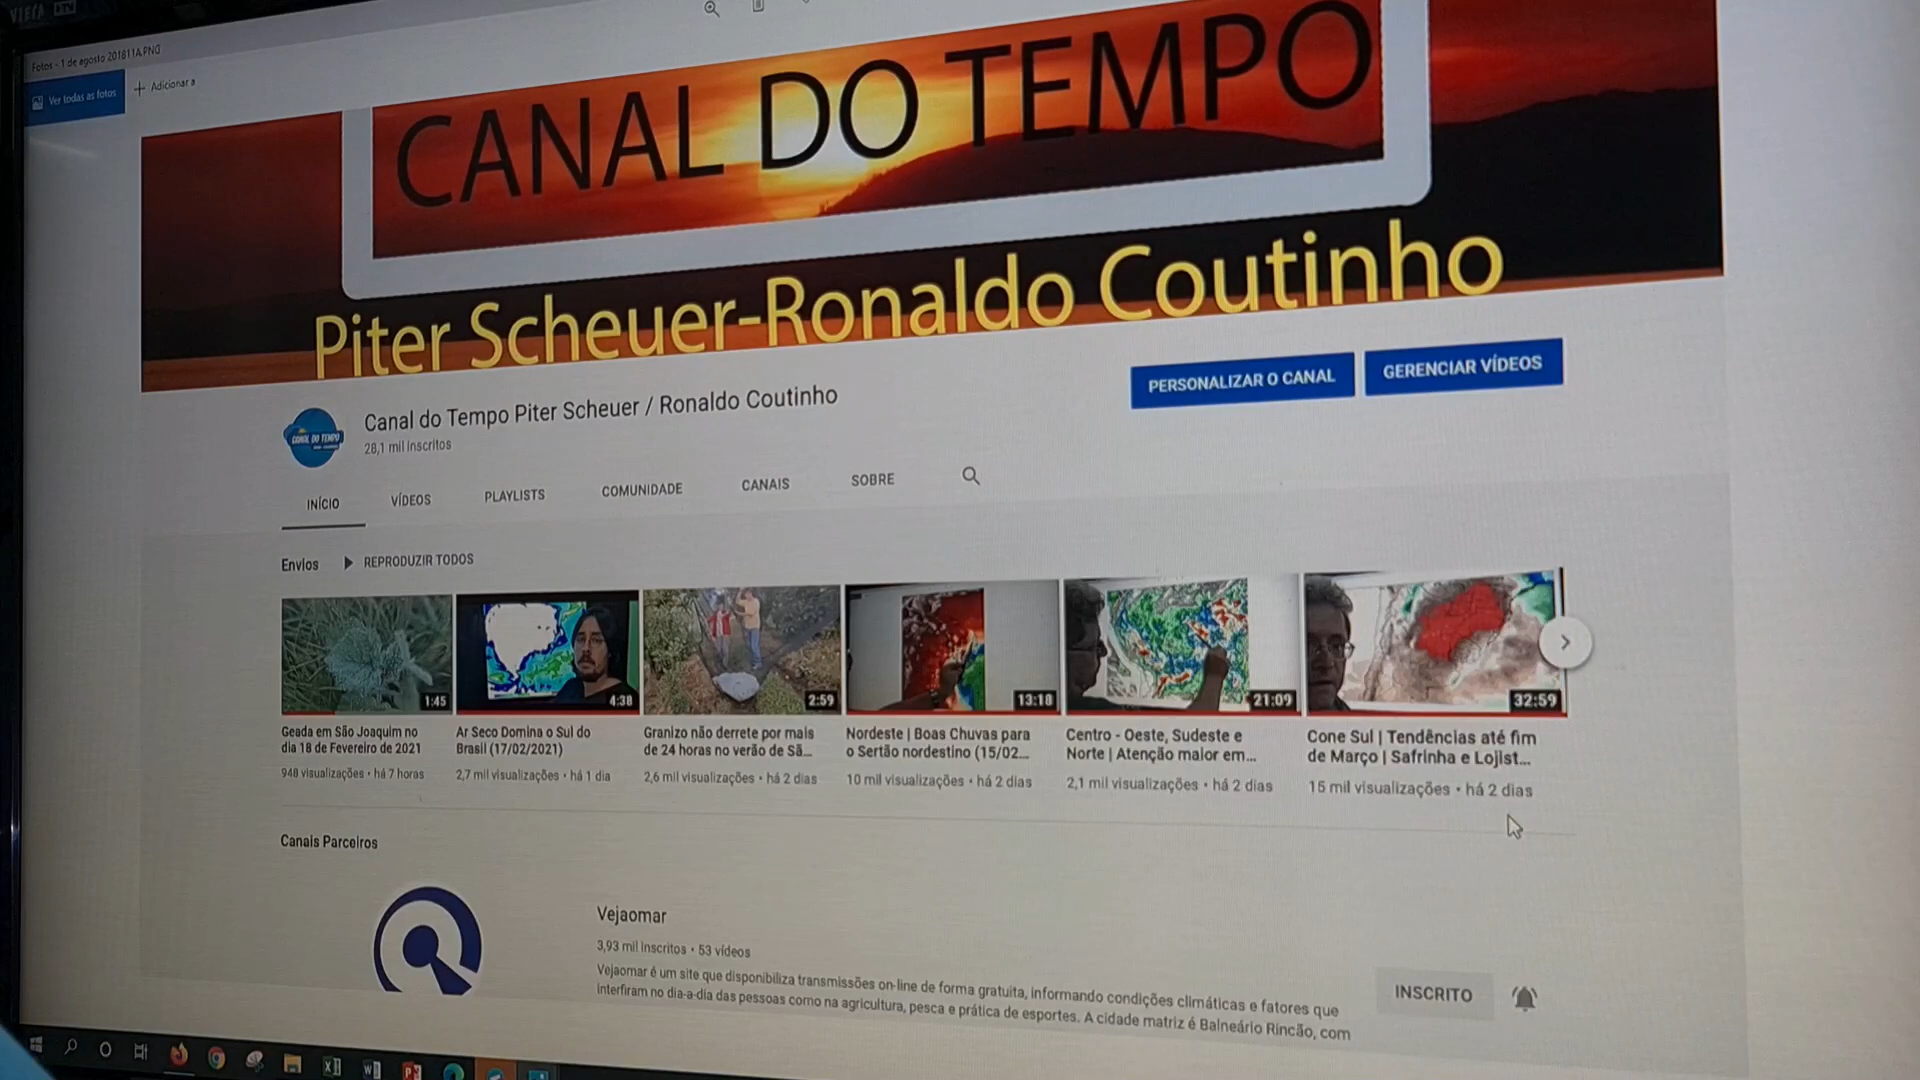 VIERA
Fotos - 1 de agosto 201811A.PNG
Ver todas as fotos
Adicionar a
CANAL DO TEMPO
Piter Scheuer-Ronaldo Coutinho
CANAL DO TEMPO
Canal do Tempo Piter Scheuer / Ronaldo Coutinho
28,1 mil inscritos
PERSONALIZAR O CANAL
GERENCIAR VÍDEOS
INÍCIO
VÍDEOS
PLAYLISTS
COMUNIDADE
CANAIS
SOBRE
Envios
REPRODUZIR TODOS
1:45
4:38
2:59
13:18
21:09
32:59
Geada em São Joaquim no
dia 18 de Fevereiro de 2021
948 visualizações • há 7 horas
Ar Seco Domina o Sul do
Brasil (17/02/2021)
2,7 mil visualizações • há 1 dia
Granizo não derrete por mais
de 24 horas no verão de Sã...
2,6 mil visualizações • há 2 dias
Nordeste | Boas Chuvas para
o Sertão nordestino (15/02...
10 mil visualizações • há 2 dias
Centro - Oeste, Sudeste e
Norte | Atenção maior em...
2,1 mil visualizações • há 2 dias
Cone Sul | Tendências até fim
de Março | Safrinha e Lojist...
15 mil visualizações • há 2 dias
Canais Parceiros
Vejaomar
3,93 mil inscritos • 53 vídeos
Vejaomar é um site que disponibiliza transmissões on-line de forma gratuita, informando condições climáticas e fatores que
interfiram no dia-a-dia das pessoas como na agricultura, pesca e prática de esportes. A cidade matriz é Balneário Rincão, com
INSCRITO